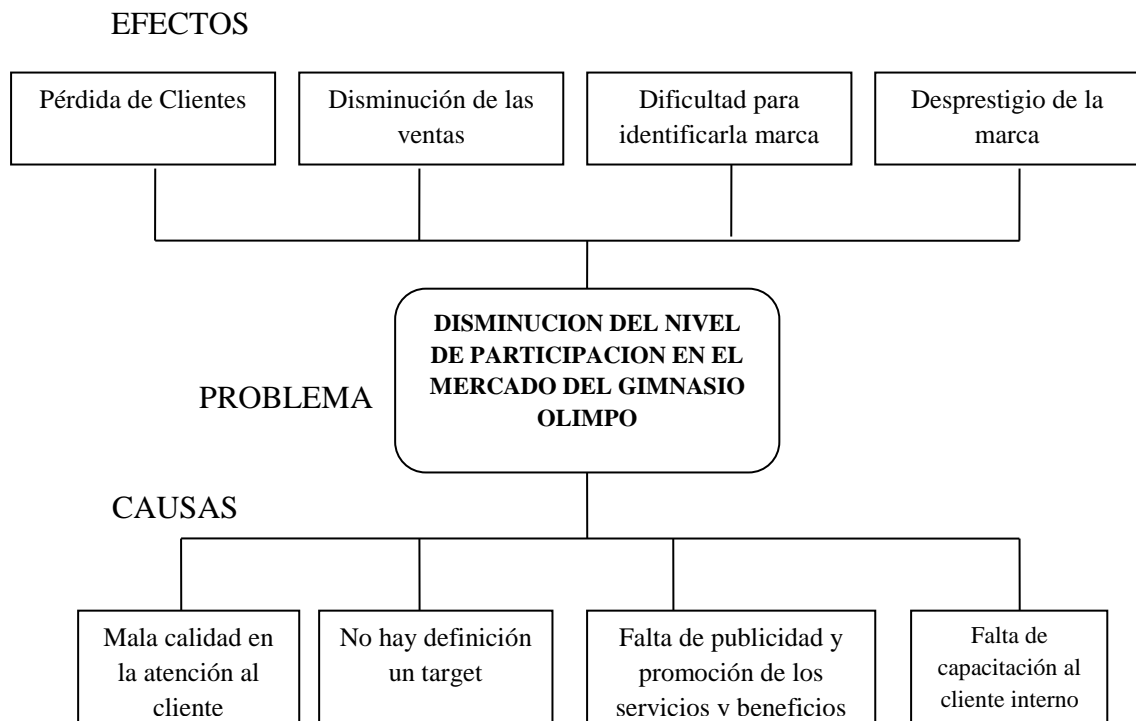 EFECTOS
Pérdida de Clientes
Disminución de las
ventas
Dificultad para
identificarla marca
Desprestigio de la
marca
PROBLEMA
DISMINUCION DEL NIVEL
DE PARTICIPACION EN EL
MERCADO DEL GIMNASIO
OLIMPO
CAUSAS
Mala calidad en
la atención al
cliente
No hay definición
un target
Falta de publicidad y
promoción de los
servicios y beneficios
Falta de
capacitación al
cliente interno